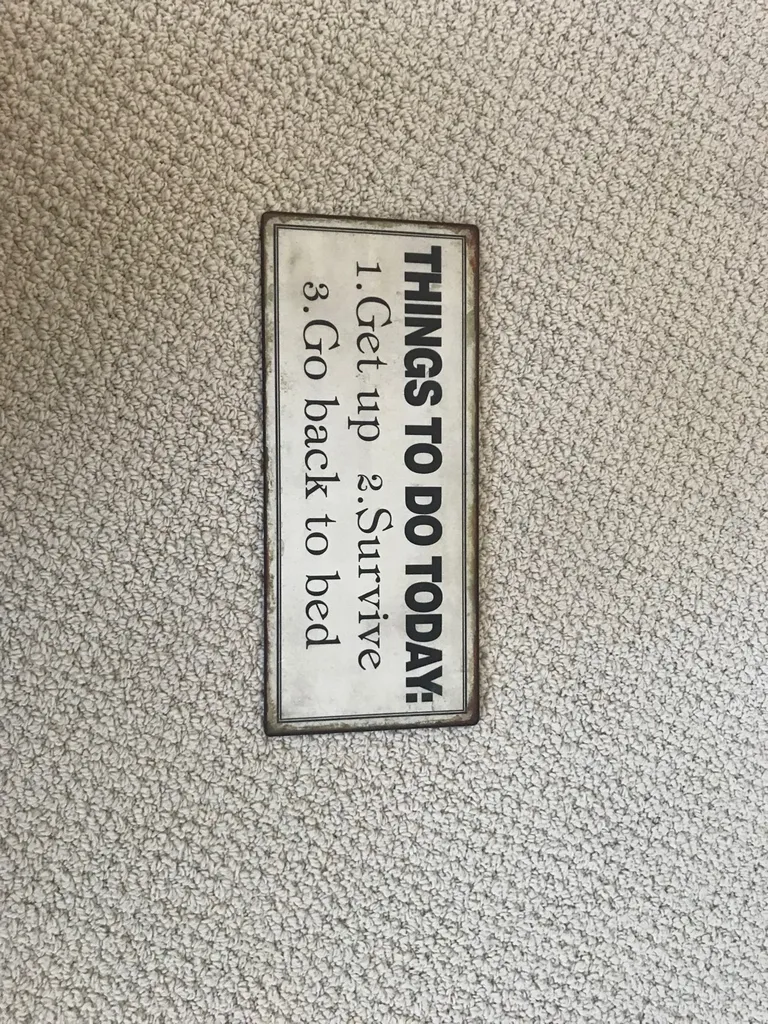 THINGS TO DO TODAY:
1.Get up 2.Survive
3.Go back to bed